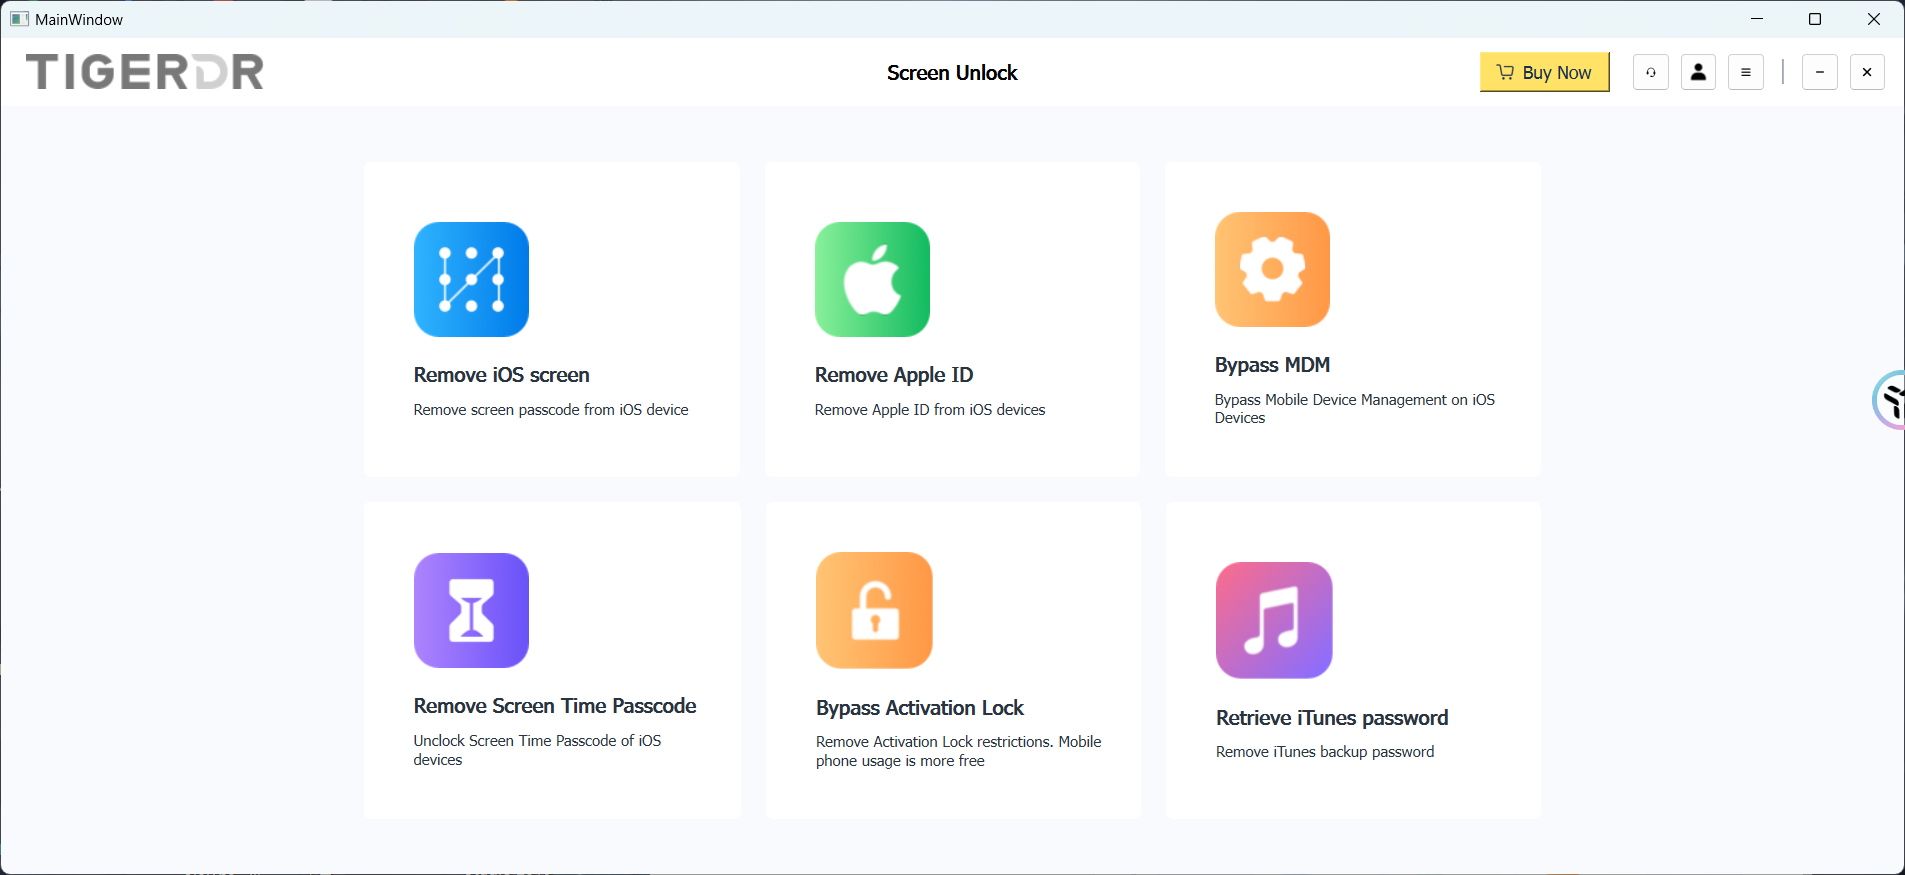 MainWindow
TIGERDR
Screen Unlock
Buy Now
Remove iOS screen
Remove screen passcode from iOS device
Remove Apple ID
Remove Apple ID from iOS devices
Bypass MDM
Bypass Mobile Device Management on iOS
Devices
Remove Screen Time Passcode
Unclock Screen Time Passcode of iOS
devices
Bypass Activation Lock
Remove Activation Lock restrictions. Mobile
phone usage is more free
Retrieve iTunes password
Remove iTunes backup password